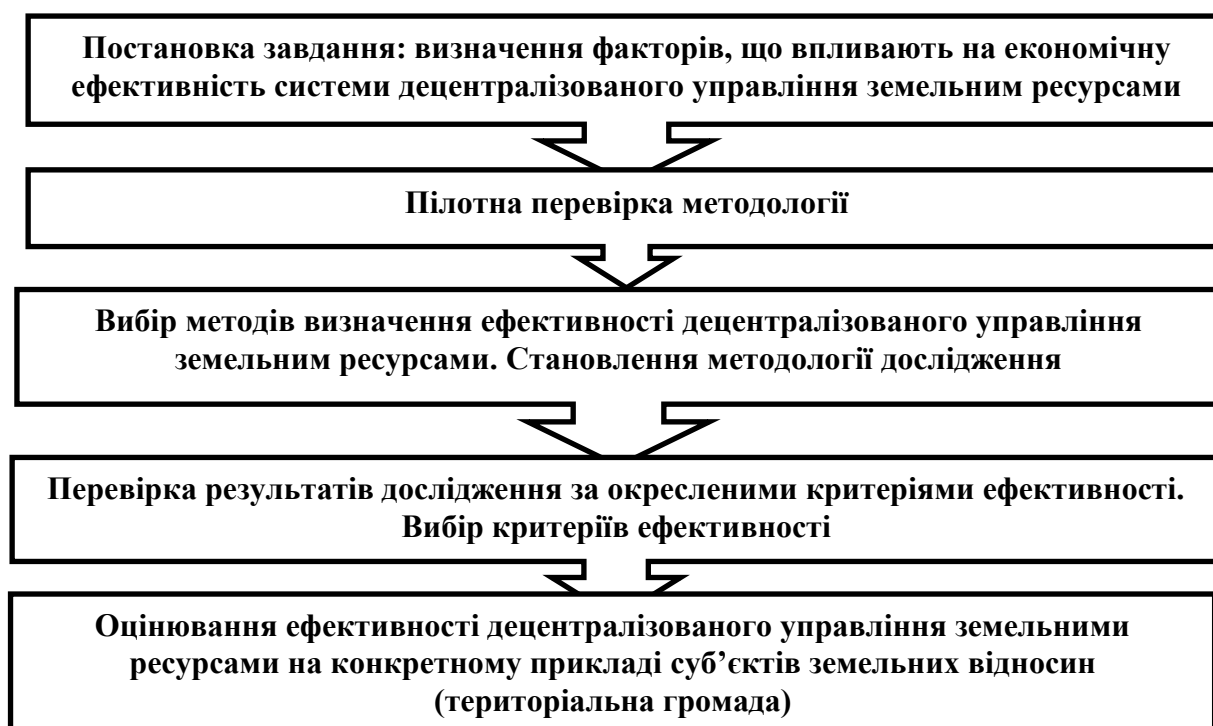 Постановка завдання: визначення факторів, що впливають на економічну
ефективність системи децентралізованого управління земельним ресурсами
Пілотна перевірка методології
Вибір методів визначення ефективності децентралізованого управління
земельним ресурсами. Становлення методології дослідження
Перевірка результатів дослідження за окресленими критеріями ефективності.
Вибір критеріїв ефективності
Оцінювання ефективності децентралізованого управління земельними
ресурсами на конкретному прикладі суб’єктів земельних відносин
(територіальна громада)